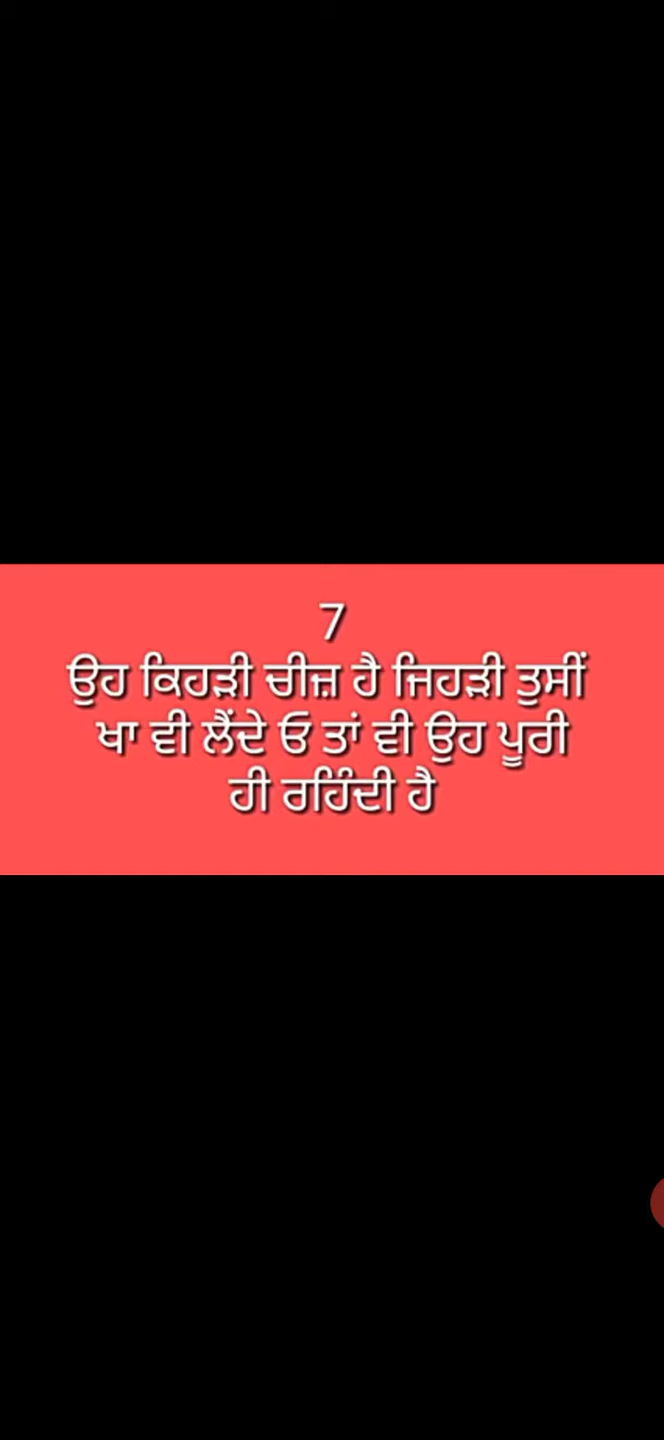 7
ਉਹ ਕਿਹੜੀ ਚੀਜ਼ ਹੈ ਜਿਹੜੀ ਤੁਸੀਂ
ਖਾ ਵੀ ਲੈਂਦੇ ਓ ਤਾਂ ਵੀ ਉਹ ਪੂਰੀ
ਹੀ ਰਹਿੰਦੀ ਹੈ